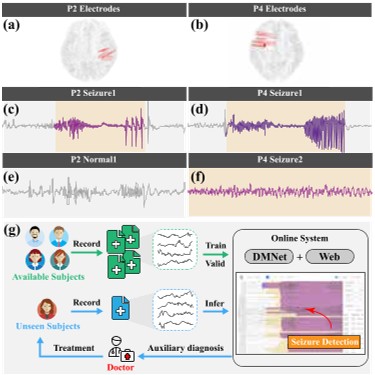 P2 Electrodes
P4 Electrodes
(a)
(b)
P2 Seizure1
P4 Seizure1
(c)
(d)
P2 Normal1
P4 Seizure2
(e)
(f)
(g)
Record
Train
Valid
Available Subjects
Online System
DMNet + Web
Record
Infer
Unseen Subjects
Seizure Detection
Treatment
Auxiliary diagnosis
Doctor